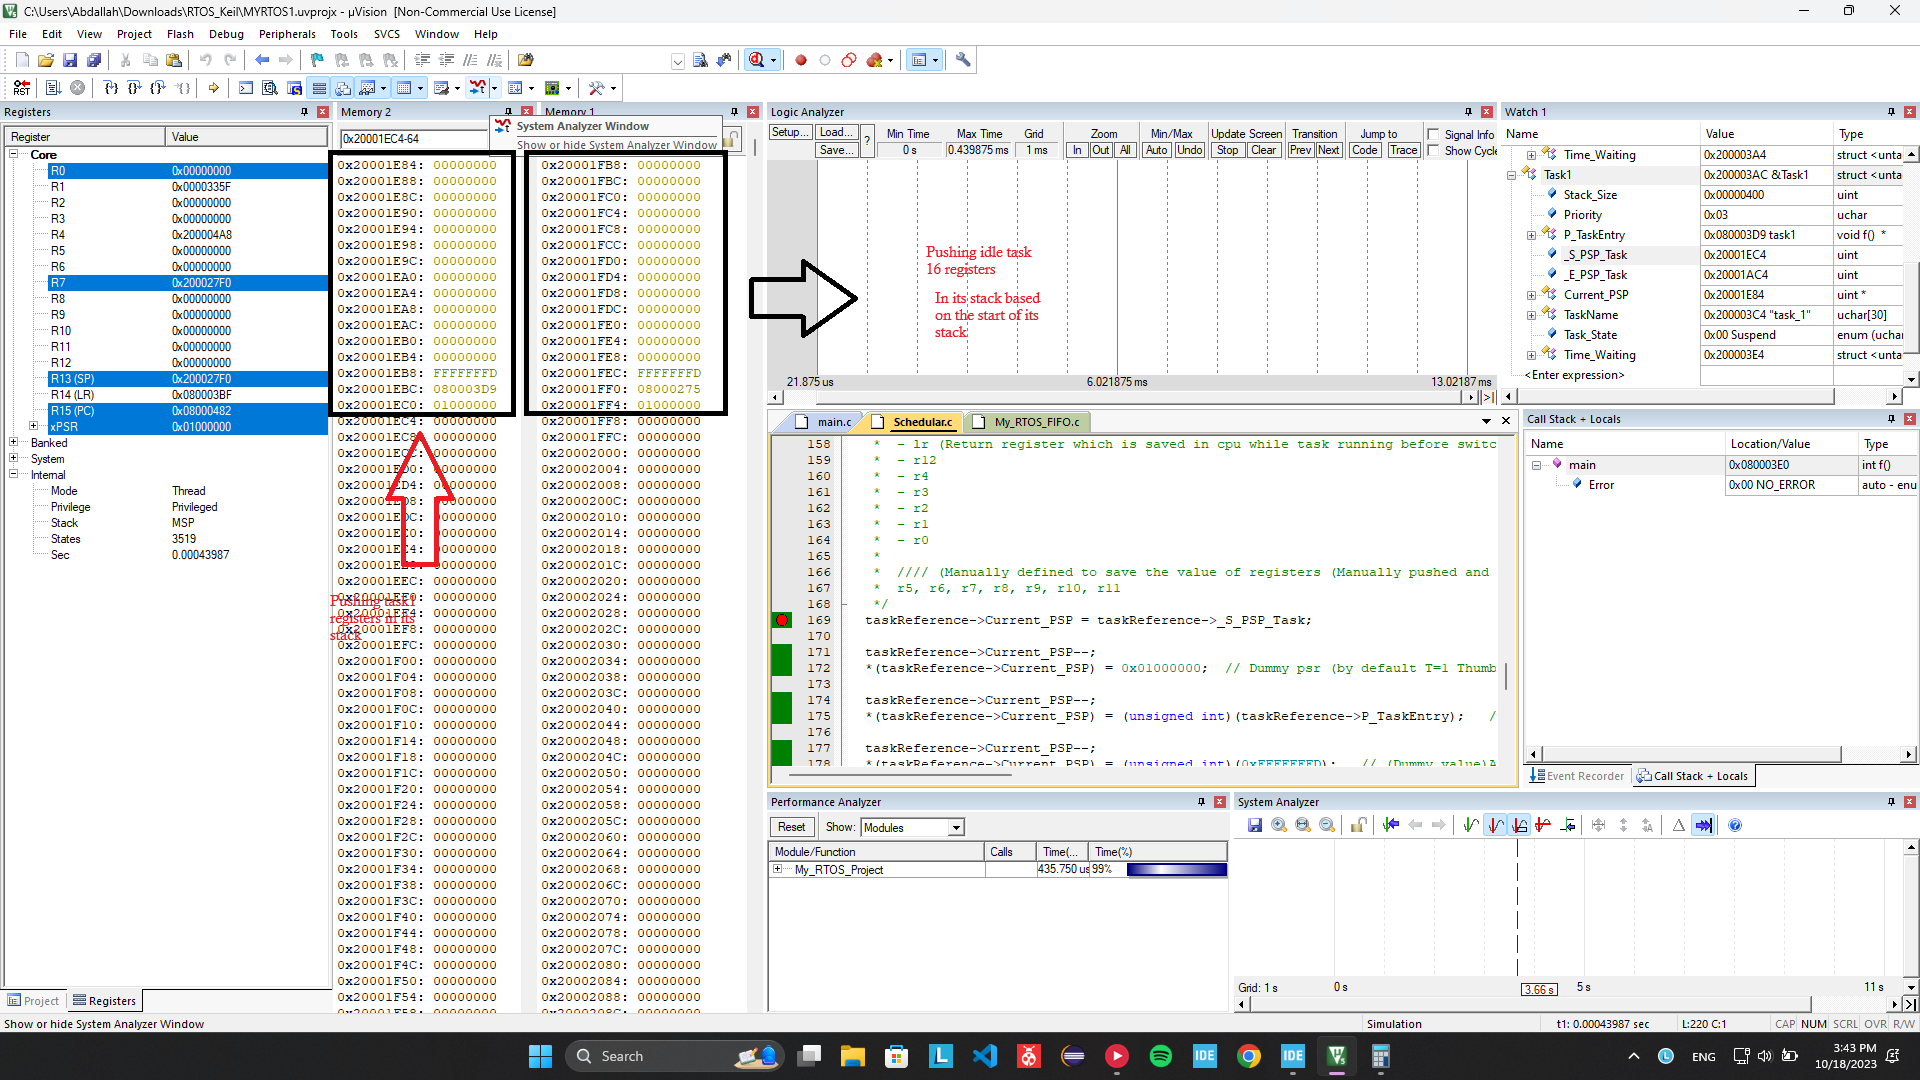 C:\Users\Abdallah\Downloads\RTOS_Keil\MYRTOS1.uvprojx - µVision [Non-Commercial Use License]
File Edit View Project Flash Debug Peripherals Tools SVCS Window Help
Registers
Register Value
Core
R0 0x00000000
R1 0x0000335F
R2 0x00000000
R3 0x00000000
R4 0x200004A8
R5 0x00000000
R6 0x00000000
R7 0x200027F0
R8 0x00000000
R9 0x00000000
R10 0x00000000
R11 0x00000000
R12 0x00000000
R13 (SP) 0x200027F0
R14 (LR) 0x080003BF
R15 (PC) 0x08000482
xPSR 0x01000000
Banked
System
Internal
Mode Thread
Privilege Privileged
Stack MSP
States 3519
Sec 0.00043987
Project Registers
Memory 2
0x20001EC4-64
0x20001E84: 00000000
0x20001E88: 00000000
0x20001E8C: 00000000
0x20001E90: 00000000
0x20001E94: 00000000
0x20001E98: 00000000
0x20001E9C: 00000000
0x20001EA0: 00000000
0x20001EA4: 00000000
0x20001EA8: 00000000
0x20001EAC: 00000000
0x20001EB0: 00000000
0x20001EB4: 00000000
0x20001EB8: FFFFFFFD
0x20001EBC: 080003D9
0x20001EC0: 01000000
0x20001EC4: 00000000
0x20001EEC: 00000000
Pushing task1
registers in its
stack
0x20001EFC: 00000000
0x20001F00: 00000000
0x20001F04: 00000000
0x20001F08: 00000000
0x20001F0C: 00000000
0x20001F10: 00000000
0x20001F14: 00000000
0x20001F18: 00000000
0x20001F1C: 00000000
0x20001F20: 00000000
0x20001F24: 00000000
0x20001F28: 00000000
0x20001F2C: 00000000
0x20001F30: 00000000
0x20001F34: 00000000
0x20001F38: 00000000
0x20001F3C: 00000000
0x20001F40: 00000000
0x20001F44: 00000000
0x20001F48: 00000000
0x20001F4C: 00000000
0x20001F50: 00000000
0x20001F54: 00000000
Memory 1
System Analyzer Window
Show or hide System Analyzer Window
0x20001FB8: 00000000
0x20001FBC: 00000000
0x20001FC0: 00000000
0x20001FC4: 00000000
0x20001FC8: 00000000
0x20001FCC: 00000000
0x20001FD0: 00000000
0x20001FD4: 00000000
0x20001FD8: 00000000
0x20001FDC: 00000000
0x20001FE0: 00000000
0x20001FE4: 00000000
0x20001FE8: 00000000
0x20001FEC: FFFFFFFD
0x20001FF0: 08000275
0x20001FF4: 01000000
0x20001FF8: 00000000
0x20001FFC: 00000000
0x20002000: 00000000
0x20002004: 00000000
0x20002008: 00000000
0x2000200C: 00000000
0x20002010: 00000000
0x20002014: 00000000
0x20002018: 00000000
0x2000201C: 00000000
0x20002020: 00000000
0x20002024: 00000000
0x20002028: 00000000
0x2000202C: 00000000
0x20002030: 00000000
0x20002034: 00000000
0x20002038: 00000000
0x2000203C: 00000000
0x20002040: 00000000
0x20002044: 00000000
0x20002048: 00000000
0x2000204C: 00000000
0x20002050: 00000000
0x20002054: 00000000
0x20002058: 00000000
0x2000205C: 00000000
0x20002060: 00000000
0x20002064: 00000000
0x20002068: 00000000
0x2000206C: 00000000
0x20002070: 00000000
0x20002074: 00000000
0x20002078: 00000000
0x2000207C: 00000000
0x20002080: 00000000
0x20002084: 00000000
0x20002088: 00000000
Logic Analyzer
Setup... Load... Min Time Max Time Grid Zoom Min/Max Update Screen Transition Jump to Signal Info
Save... ? 0 s 0.439875 ms 1 ms In Out All Auto Undo Stop Clear Prev Next Code Trace Show Cycle
Pushing idle task
16 registers
In its stack based
on the start of its
stack
21.875 us 6.021875 ms 13.02187 ms
main.c Schedular.c My_RTOS_FIFO.c
158 * - lr (Return register which is saved in cpu while task running before switc
159 * - r12
160 * - r4
161 * - r3
162 * - r2
163 * - r1
164 * - r0
165 *
166 * //// (Manually defined to save the value of registers (Manually pushed and
167 * r5, r6, r7, r8, r9, r10, r11
168 */
169 taskReference->Current_PSP = taskReference->_S_PSP_Task;
170
171 taskReference->Current_PSP--;
172 *(taskReference->Current_PSP) = 0x01000000; // Dummy psr (by default T=1 Thumb
173
174 taskReference->Current_PSP--;
175 *(taskReference->Current_PSP) = (unsigned int)(taskReference->P_TaskEntry); /
176
177 taskReference->Current_PSP--;
178 *(taskReference->Current_PSP) = (unsigned int)(0xFFFFFFFD); // (Dummy value)A
Performance Analyzer
Reset Show: Modules
Module/Function Calls Time(... Time(%)
My_RTOS_Project 435.750 us 99%
Watch 1
Name Value Type
Time_Waiting 0x200003A4 struct <unta
Task1 0x200003AC &Task1 struct <unta
Stack_Size 0x00000400 uint
Priority 0x03 uchar
P_TaskEntry 0x080003D9 task1 void f() *
_S_PSP_Task 0x20001EC4 uint
_E_PSP_Task 0x20001AC4 uint
Current_PSP 0x20001E84 uint *
TaskName 0x200003C4 "task_1" uchar[30]
Task_State 0x00 Suspend enum (uchar
Time_Waiting 0x200003E4 struct <unta
<Enter expression>
Call Stack + Locals
Name Location/Value Type
main 0x080003E0 int f()
Error 0x00 NO_ERROR auto - enu
Event Recorder Call Stack + Locals
System Analyzer
Grid: 1 s 0 s 3.66 s 5 s 11 s
Show or hide System Analyzer Window Simulation t1: 0.00043987 sec L:220 C:1 CAP NUM SCRL OVR R/W
Search
ENG
3:43 PM
10/18/2023